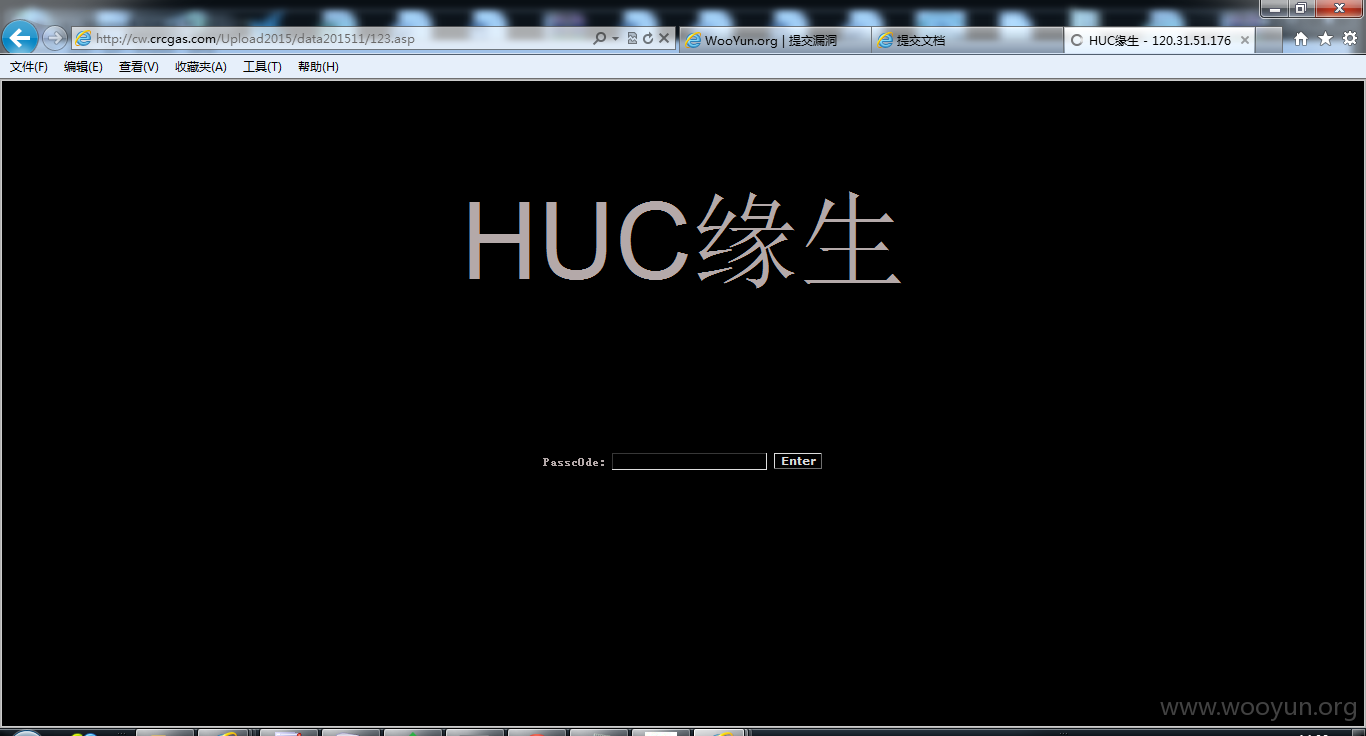 http://cw.crcgas.com/Upload2015/data201511/123.asp
WooYun.org | 提交漏洞
提交文档
HUC缘生 - 120.31.51.176
文件(F) 编辑(E) 查看(V) 收藏夹(A) 工具(T) 帮助(H)
HUC缘生
Passc0de: Enter
www.wooyun.org